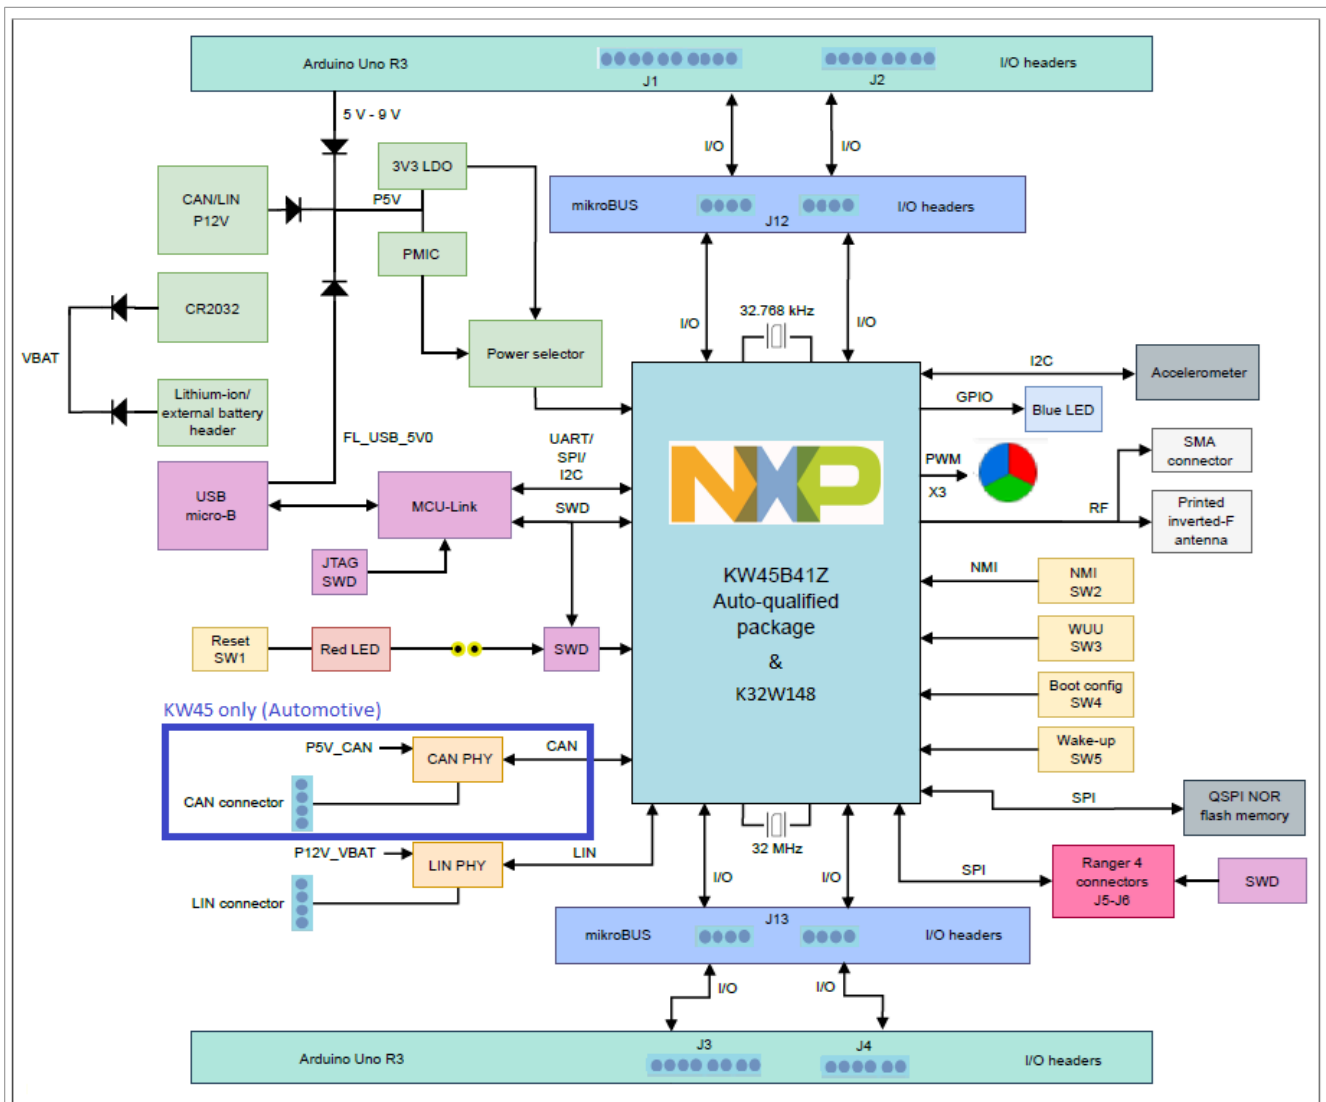 Arduino Uno R3
J1
J2
I/O headers
5 V - 9 V
I/O
I/O
3V3 LDO
CAN/LIN
P12V
P5V
mikroBUS
J12
I/O headers
PMIC
CR2032
32.768 kHz
I/O
I/O
VBAT
Power selector
I2C
Accelerometer
Lithium-ion/
external battery
header
GPIO
Blue LED
FL_USB_5V0
UART/
SPI/
I2C
NXP
PWM
X3
SMA
connector
USB
micro-B
MCU-Link
SWD
RF
Printed
inverted-F
antenna
JTAG
SWD
KW45B41Z
Auto-qualified
package
&
K32W148
NMI
NMI
SW2
Reset
SW1
Red LED
SWD
WUU
SW3
Boot config
SW4
KW45 only (Automotive)
P5V_CAN
CAN PHY
CAN
Wake-up
SW5
CAN connector
SPI
QSPI NOR
flash memory
32 MHz
P12V_VBAT
LIN PHY
LIN
I/O
I/O
SPI
Ranger 4
connectors
J5-J6
SWD
LIN connector
mikroBUS
J13
I/O headers
I/O
I/O
Arduino Uno R3
J3
J4
I/O headers